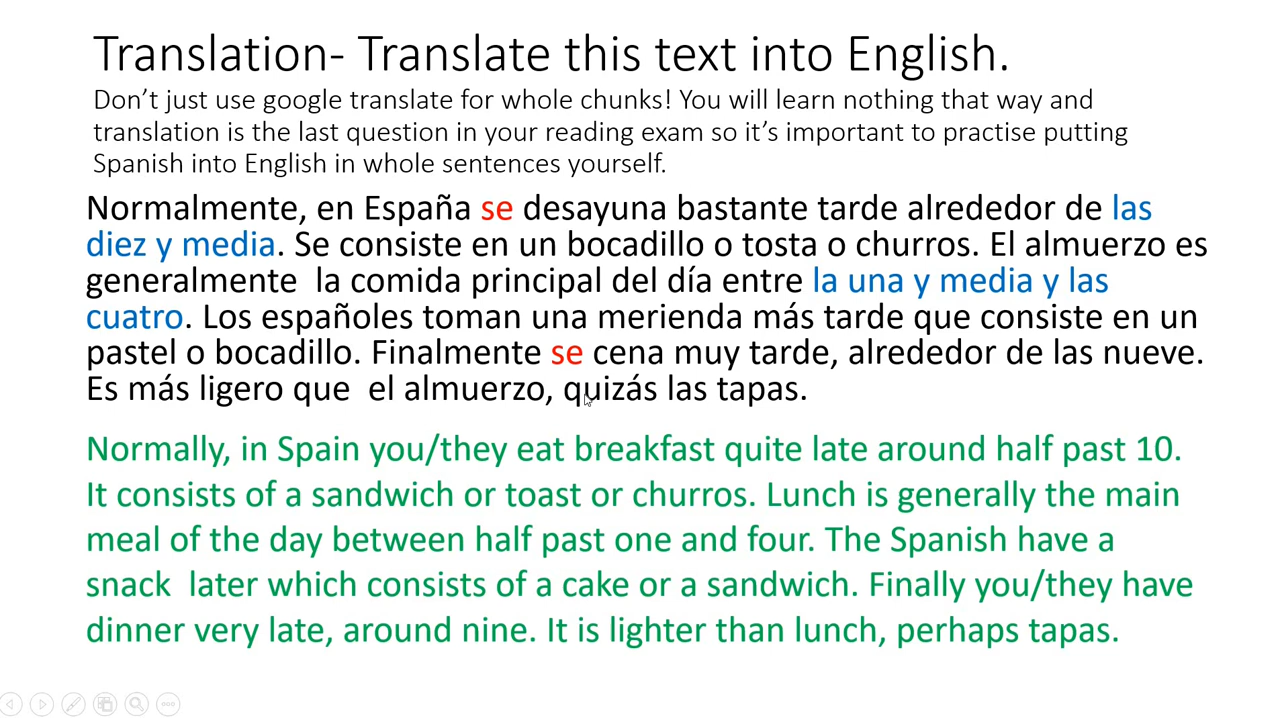 Translation- Translate this text into English.
Don’t just use google translate for whole chunks! You will learn nothing that way and
translation is the last question in your reading exam so it’s important to practise putting
Spanish into English in whole sentences yourself.
Normalmente, en España se desayuna bastante tarde alrededor de las
diez y media. Se consiste en un bocadillo o tosta o churros. El almuerzo es
generalmente  la comida principal del día entre la una y media y las
cuatro. Los españoles toman una merienda más tarde que consiste en un
pastel o bocadillo. Finalmente se cena muy tarde, alrededor de las nueve.
Es más ligero que  el almuerzo, quizás las tapas.
Normally, in Spain you/they eat breakfast quite late around half past 10.
It consists of a sandwich or toast or churros. Lunch is generally the main
meal of the day between half past one and four. The Spanish have a
snack  later which consists of a cake or a sandwich. Finally you/they have
dinner very late, around nine. It is lighter than lunch, perhaps tapas.